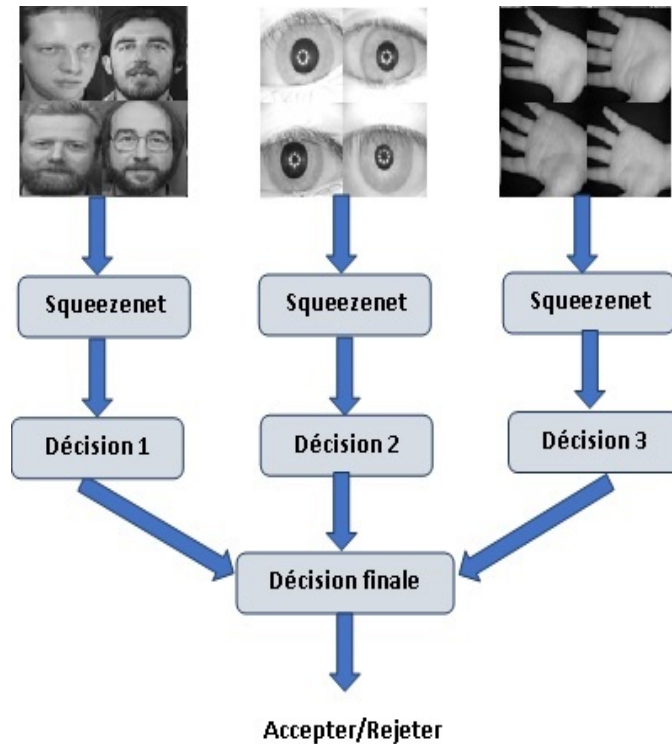 Squeezenet
Squeezenet
Squeezenet
Décision 1
Décision 2
Décision 3
Décision finale
Accepter/Rejeter